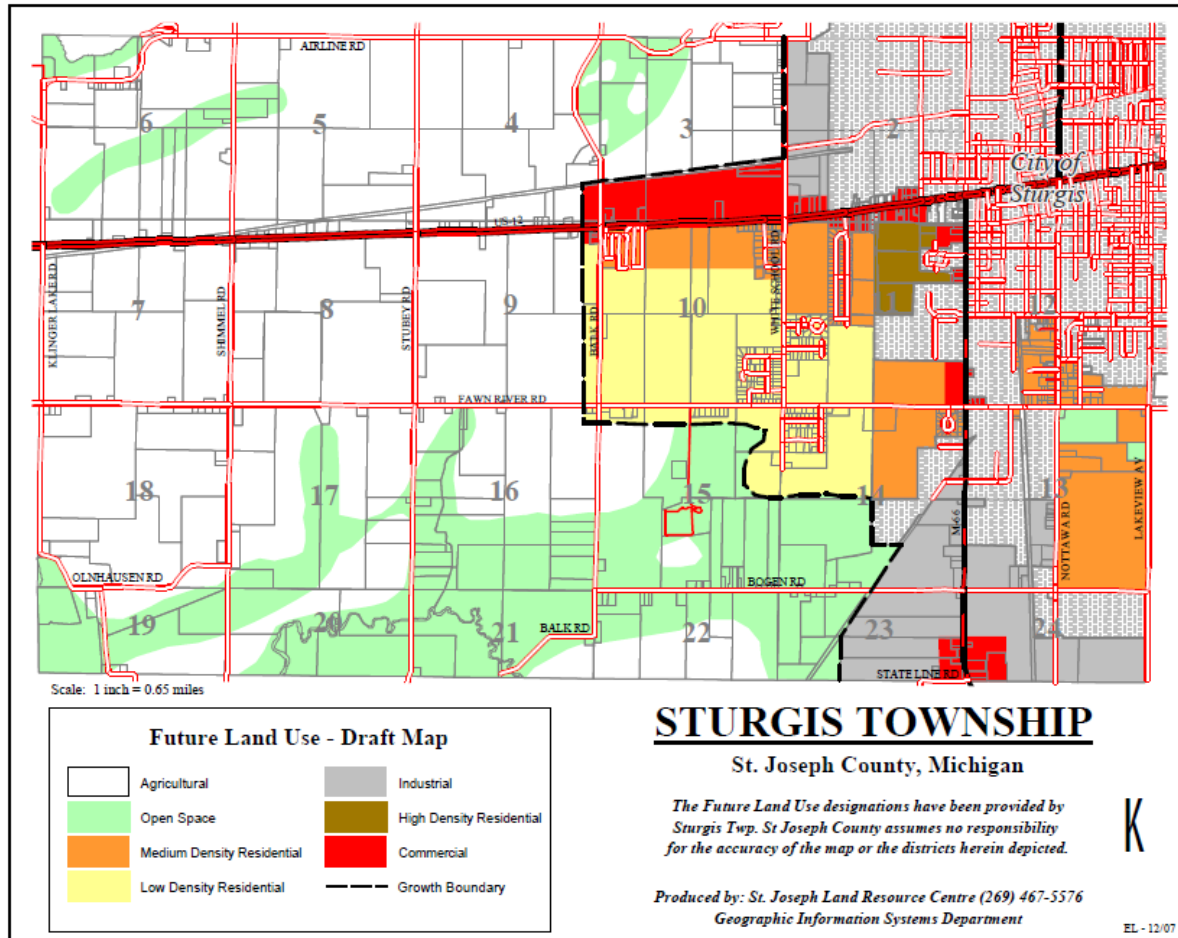 AIRLINE RD
6
5
4
3
2
1
City of
Sturgis
US-12
KLINGER LAKE RD
SHIMMEL RD
STUBEY RD
BALK RD
WHITE SCHOOL RD
7
8
9
10
1
12
FAWN RIVER RD
18
17
16
15
14
13
M-66
NOTTAWA RD
LAKEVIEW AV
OLNHAUSEN RD
BOGEN RD
19
20
21
BALK RD
22
23
24
STATE LINE RD
Scale: 1 inch = 0.65 miles
Future Land Use - Draft Map
Agricultural
Industrial
Open Space
High Density Residential
Medium Density Residential
Commercial
Low Density Residential
Growth Boundary
STURGIS TOWNSHIP
St. Joseph County, Michigan
The Future Land Use designations have been provided by
Sturgis Twp. St Joseph County assumes no responsibility
for the accuracy of the map or the districts herein depicted.
K
Produced by: St. Joseph Land Resource Centre (269) 467-5576
Geographic Information Systems Department
EL - 12/07